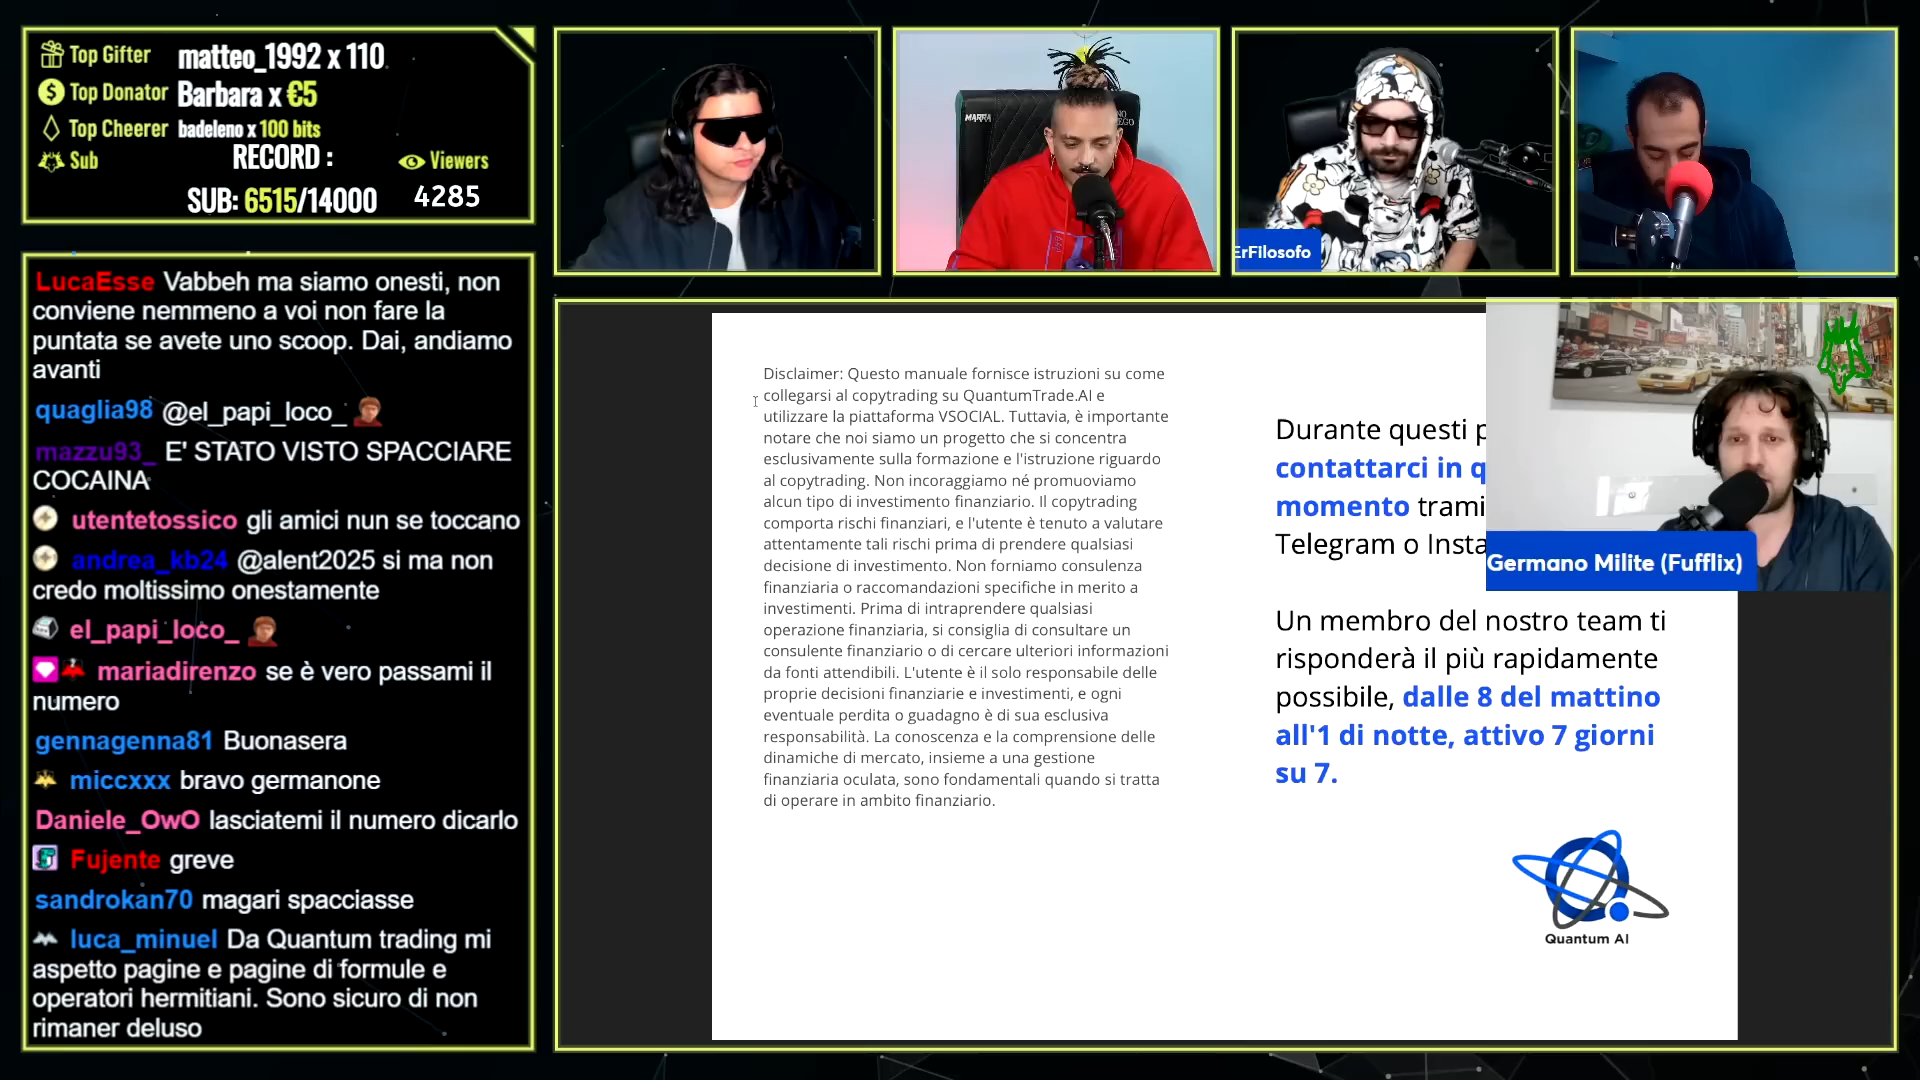 Top Gifter matteo_1992 x 110
Top Donator Barbara x €5
Top Cheerer badeleno x 100 bits
Sub RECORD : Viewers
SUB: 6515/14000 4285
LucaEsse Vabbeh ma siamo onesti, non
conviene nemmeno a voi non fare la
puntata se avete uno scoop. Dai, andiamo
avanti
quaglia98 @el_papi_loco_
mazzu93_ E' STATO VISTO SPACCIARE
COCAINA
utentetossico gli amici nun se toccano
andrea_kb24 @alent2025 si ma non
credo moltissimo onestamente
el_papi_loco_
mariadirenzo se è vero passami il
numero
gennagenna81 Buonasera
miccxxx bravo germanone
Daniele_OwO lasciatemi il numero dicarlo
Fujente greve
sandrokan70 magari spacciasse
luca_minuel Da Quantum trading mi
aspetto pagine e pagine di formule e
operatori hermitiani. Sono sicuro di non
rimaner deluso
MARRA
ErFilosofo
Disclaimer: Questo manuale fornisce istruzioni su come
collegarsi al copytrading su QuantumTrade.AI e
utilizzare la piattaforma VSOCIAL. Tuttavia, è importante
notare che noi siamo un progetto che si concentra
esclusivamente sulla formazione e l'istruzione riguardo
al copytrading. Non incoraggiamo né promuoviamo
alcun tipo di investimento finanziario. Il copytrading
comporta rischi finanziari, e l'utente è tenuto a valutare
attentamente tali rischi prima di prendere qualsiasi
decisione di investimento. Non forniamo consulenza
finanziaria o raccomandazioni specifiche in merito a
investimenti. Prima di intraprendere qualsiasi
operazione finanziaria, si consiglia di consultare un
consulente finanziario o di cercare ulteriori informazioni
da fonti attendibili. L'utente è il solo responsabile delle
proprie decisioni finanziarie e investimenti, e ogni
eventuale perdita o guadagno è di sua esclusiva
responsabilità. La conoscenza e la comprensione delle
dinamiche di mercato, insieme a una gestione
finanziaria oculata, sono fondamentali quando si tratta
di operare in ambito finanziario.
Durante questi p
contattarci in q
momento trami
Telegram o Insta
Germano Milite (Fufflix)
Un membro del nostro team ti
risponderà il più rapidamente
possibile, dalle 8 del mattino
all'1 di notte, attivo 7 giorni
su 7.
Quantum AI